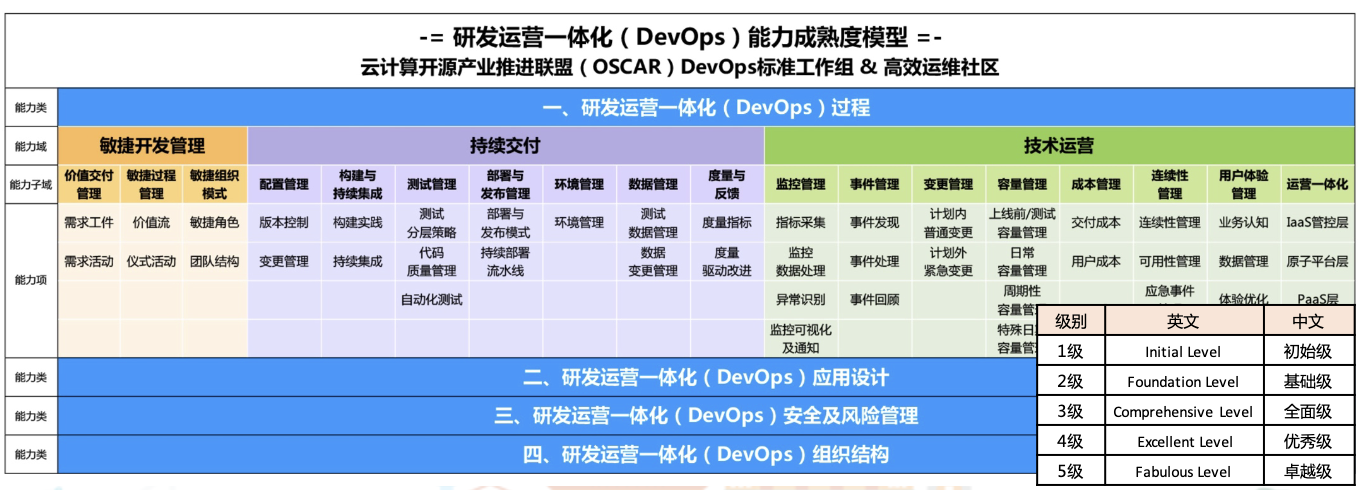 -= 研发运营一体化（DevOps）能力成熟度模型 =-
云计算开源产业推进联盟（OSCAR）DevOps标准工作组 & 高效运维社区
能力类 一、研发运营一体化（DevOps）过程
能力域 敏捷开发管理 持续交付 技术运营
能力子域 价值交付管理 敏捷过程管理 敏捷组织模式 配置管理 构建与持续集成 测试管理 部署与发布管理 环境管理 数据管理 度量与反馈 监控管理 事件管理 变更管理 容量管理 成本管理 连续性管理 用户体验管理 运营一体化
能力项 需求工件 价值流 敏捷角色 版本控制 构建实践 测试分层策略 部署与发布模式 环境管理 测试数据管理 度量指标 指标采集 事件发现 计划内普通变更 上线前/测试容量管理 交付成本 连续性管理 业务认知 IaaS管控层
需求活动 仪式活动 团队结构 变更管理 持续集成 代码质量管理 持续部署流水线 数据变更管理 度量驱动改进 监控数据处理 事件处理 计划外紧急变更 日常容量管理 用户成本 可用性管理 数据管理 原子平台层
自动化测试 异常识别 事件回顾 周期性容量管 应急事件 体验优化 PaaS层
监控可视化及通知 特殊日 容量管
能力类 二、研发运营一体化（DevOps）应用设计
能力类 三、研发运营一体化（DevOps）安全及风险管理
能力类 四、研发运营一体化（DevOps）组织结构
级别 英文 中文
1级 Initial Level 初始级
2级 Foundation Level 基础级
3级 Comprehensive Level 全面级
4级 Excellent Level 优秀级
5级 Fabulous Level 卓越级